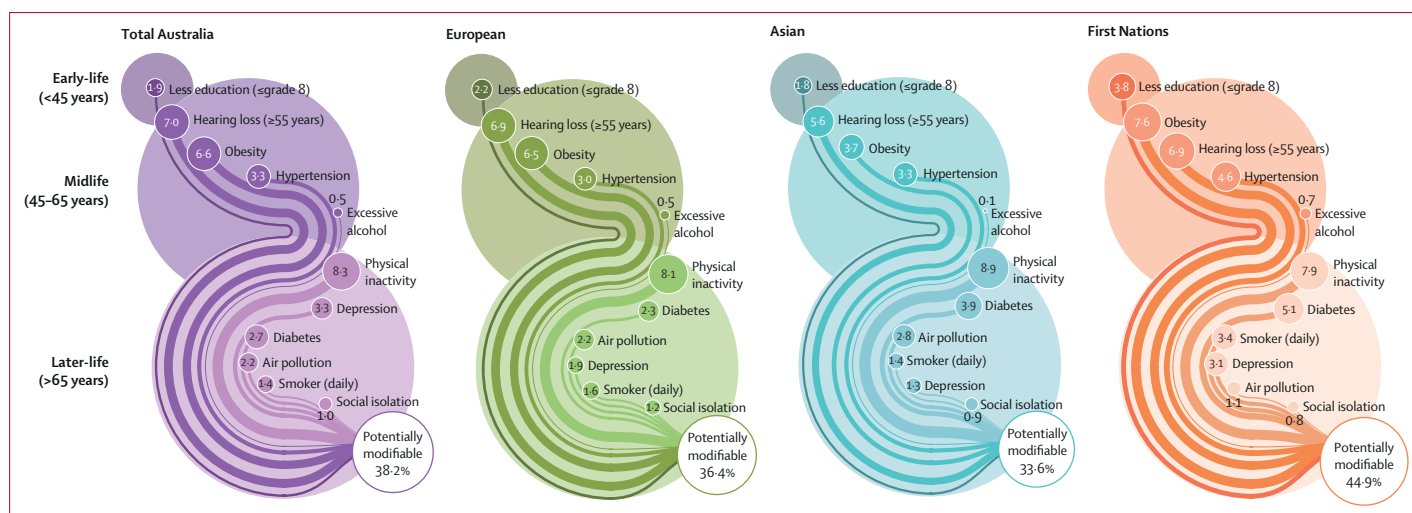 Total Australia
European
Asian
First Nations
Early-life
(<45 years)
Midlife
(45–65 years)
Later-life
(>65 years)
1·9
Less education (≤grade 8)
7·0
Hearing loss (≥55 years)
6·6
Obesity
3·3
Hypertension
0·5
Excessive
alcohol
8·3
Physical
inactivity
3·3
Depression
2·7
Diabetes
2·2
Air pollution
1·4
Smoker (daily)
Social isolation
1·0
Potentially
modifiable
38·2%
2·2
Less education (≤grade 8)
6·9
Hearing loss (≥55 years)
6·5
Obesity
3·0
Hypertension
0·5
Excessive
alcohol
8·1
Physical
inactivity
2·3
Diabetes
2·2
Air pollution
1·9
Depression
1·6
Smoker (daily)
1·2
Social isolation
Potentially
modifiable
36·4%
1·8
Less education (≤grade 8)
5·6
Hearing loss (≥55 years)
3·7
Obesity
3·3
Hypertension
0·1
Excessive
alcohol
8·9
Physical
inactivity
3·9
Diabetes
2·8
Air pollution
1·4
Smoker (daily)
1·3
Depression
Social isolation
0·9
Potentially
modifiable
33·6%
3·8
Less education (≤grade 8)
7·6
Obesity
6·9
Hearing loss (≥55 years)
4·6
Hypertension
0·7
Excessive
alcohol
7·9
Physical
inactivity
5·1
Diabetes
3·4
Smoker (daily)
3·1
Depression
Air pollution
1·1
Social isolation
0·8
Potentially
modifiable
44·9%